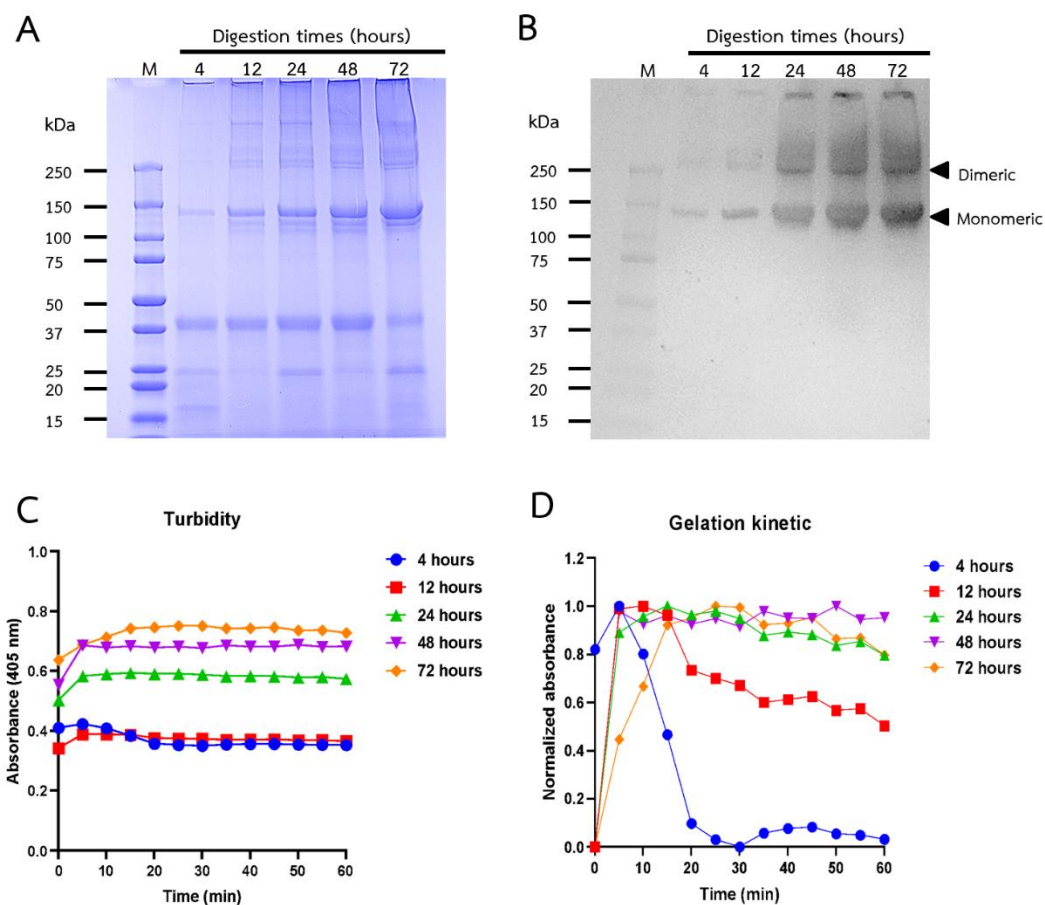 A
Digestion times (hours)
M 4 12 24 48 72
kDa
250
150
100
75
50
37
25
20
15
B
Digestion times (hours)
M 4 12 24 48 72
kDa
250
150
100
75
50
37
25
20
15
Dimeric
Monomeric
C
Turbidity
Absorbance (405 nm)
1.0
0.8
0.6
0.4
0.2
0.0
0 10 20 30 40 50 60
Time (min)
4 hours
12 hours
24 hours
48 hours
72 hours
D
Gelation kinetic
Normalized absorbance
1.2
1.0
0.8
0.6
0.4
0.2
0.0
0 10 20 30 40 50 60
Time (min)
4 hours
12 hours
24 hours
48 hours
72 hours